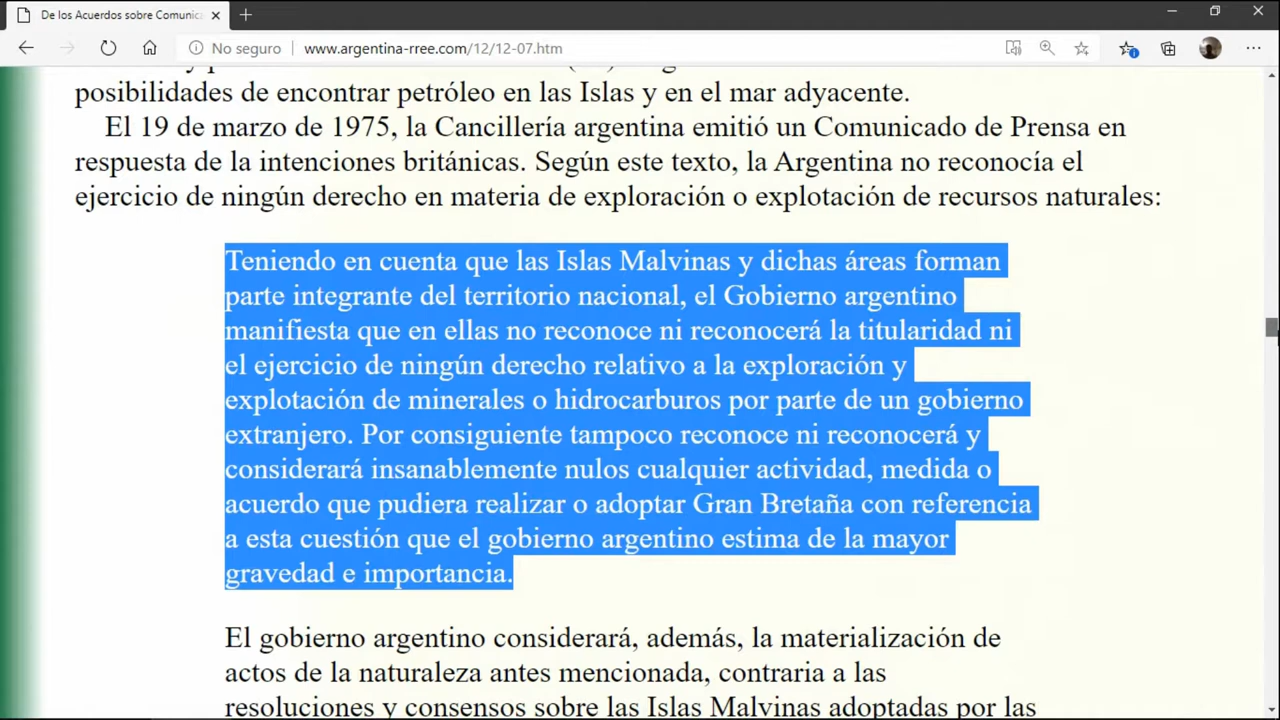 De los Acuerdos sobre Comunic
No seguro
www.argentina-rree.com/12/12-07.htm
posibilidades de encontrar petróleo en las Islas y en el mar adyacente.
El 19 de marzo de 1975, la Cancillería argentina emitió un Comunicado de Prensa en
respuesta de la intenciones británicas. Según este texto, la Argentina no reconocía el
ejercicio de ningún derecho en materia de exploración o explotación de recursos naturales:
Teniendo en cuenta que las Islas Malvinas y dichas áreas forman
parte integrante del territorio nacional, el Gobierno argentino
manifiesta que en ellas no reconoce ni reconocerá la titularidad ni
el ejercicio de ningún derecho relativo a la exploración y
explotación de minerales o hidrocarburos por parte de un gobierno
extranjero. Por consiguiente tampoco reconoce ni reconocerá y
considerará insanablemente nulos cualquier actividad, medida o
acuerdo que pudiera realizar o adoptar Gran Bretaña con referencia
a esta cuestión que el gobierno argentino estima de la mayor
gravedad e importancia.
El gobierno argentino considerará, además, la materialización de
actos de la naturaleza antes mencionada, contraria a las
resoluciones y consensos sobre las Islas Malvinas adoptadas por las